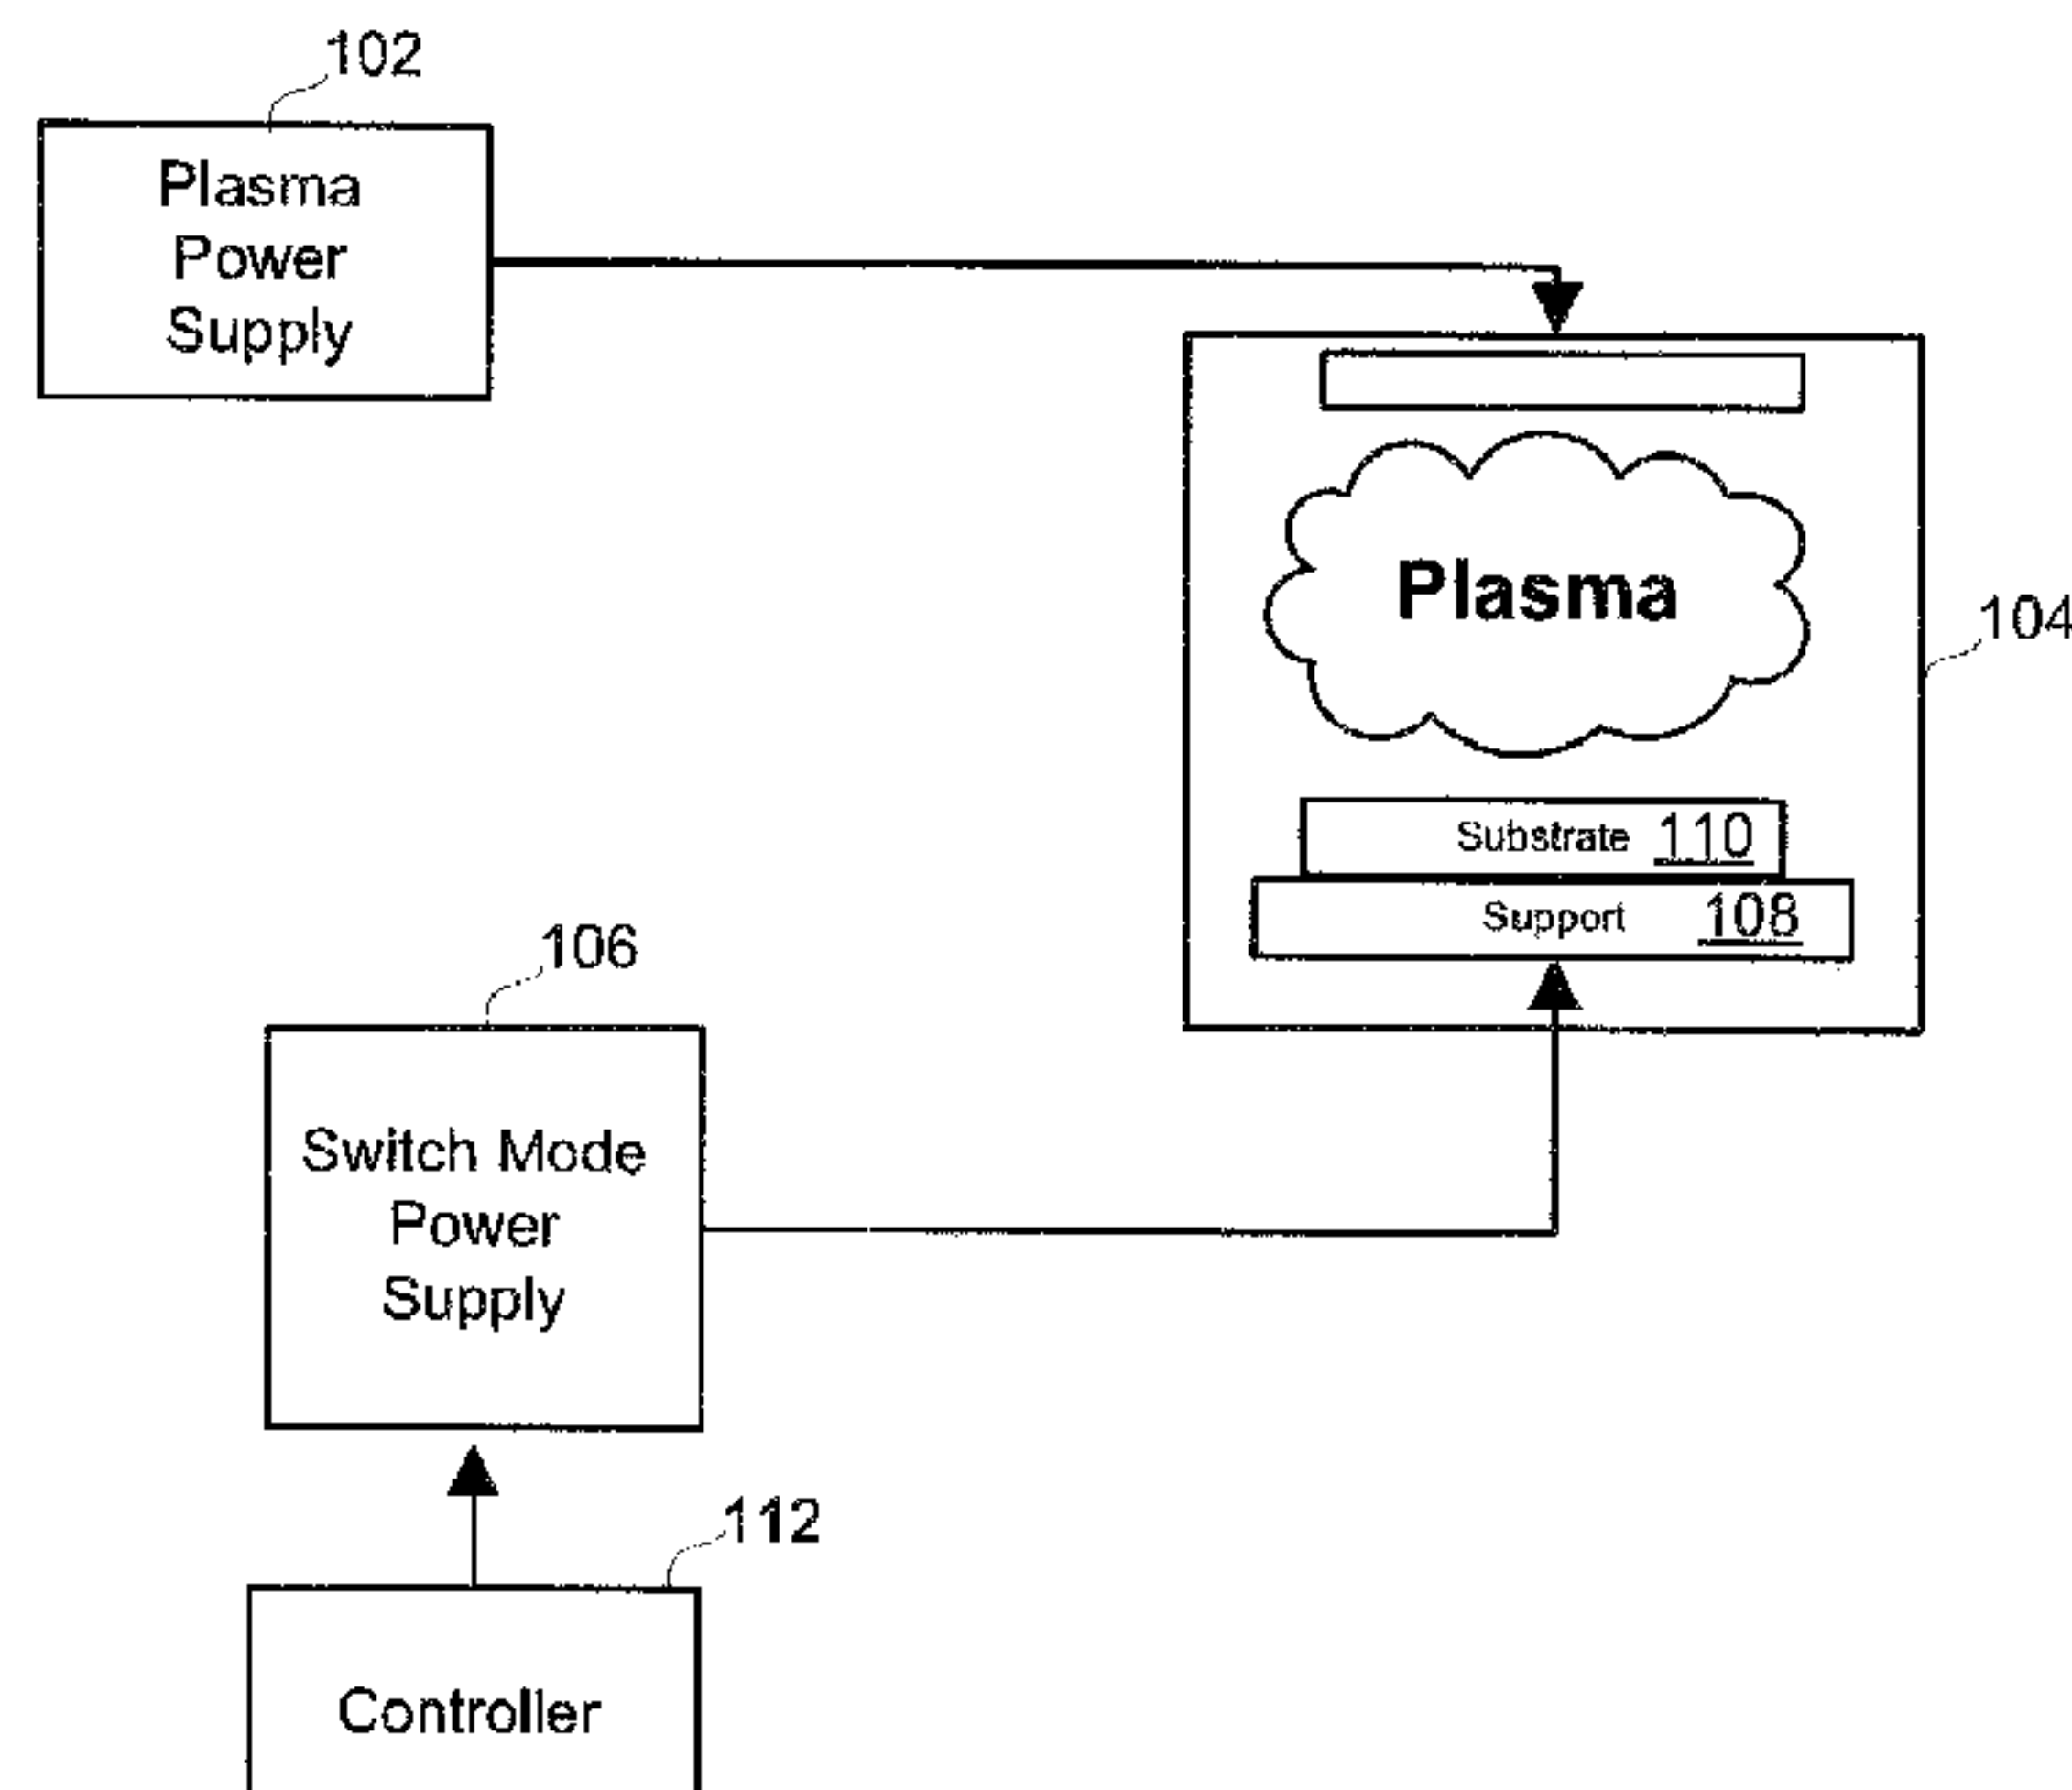 102
Plasma
Power
Supply
Plasma
104
Substrate 110
Support 108
106
Switch Mode
Power
Supply
112
Controller